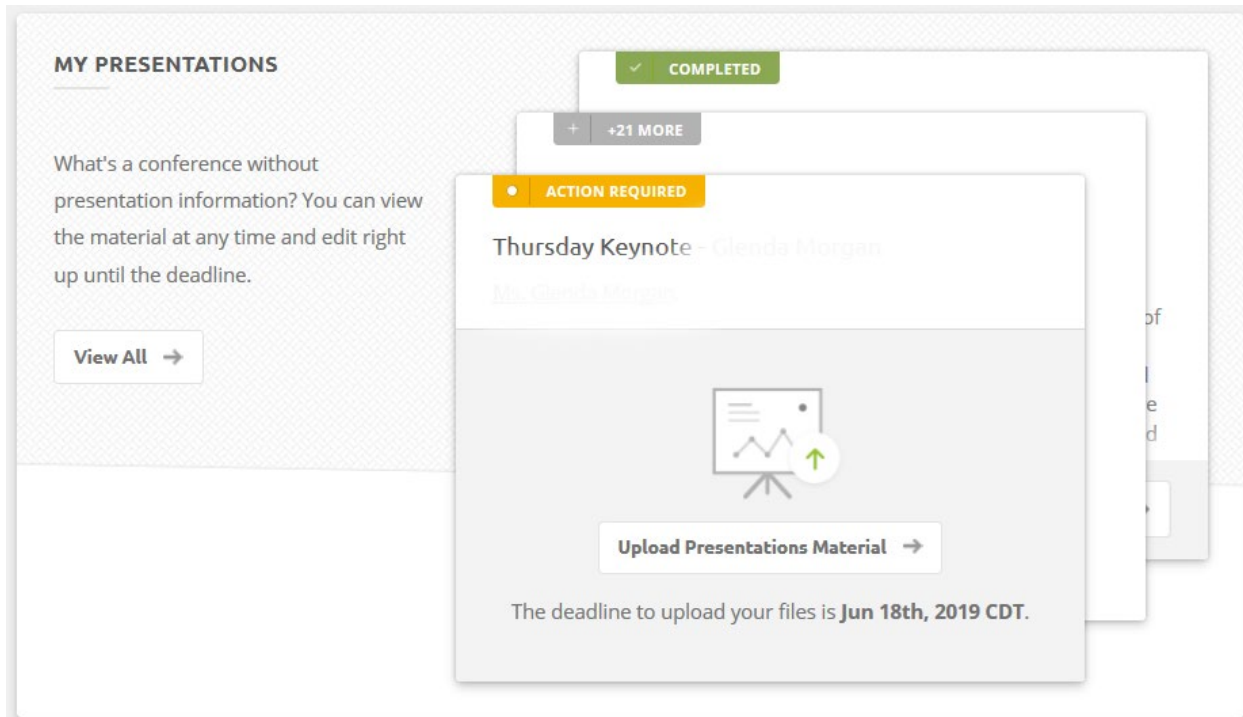 MY PRESENTATIONS
What's a conference without
presentation information? You can view
the material at any time and edit right
up until the deadline.
View All
COMPLETED
+21 MORE
ACTION REQUIRED
Thursday Keynote - Glenda Morgan
Ms. Glenda Morgan
of
e
d
Upload Presentations Material
The deadline to upload your files is Jun 18th, 2019 CDT.